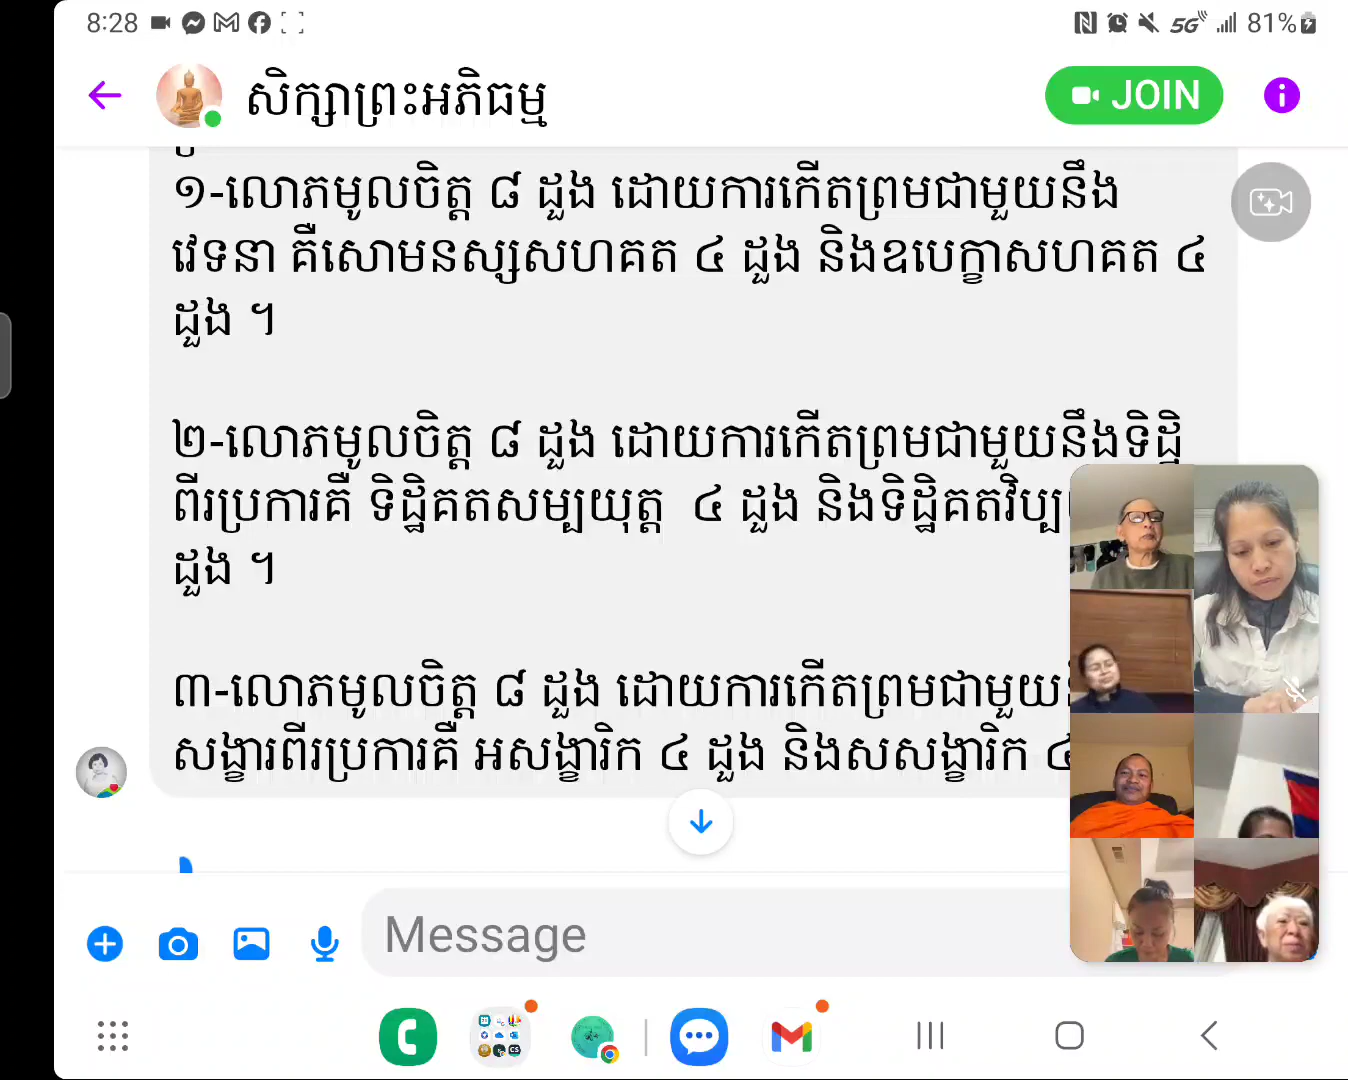 8:28
5G 81%
សិក្សាព្រះអភិធម្ម
JOIN
១-លោភមូលចិត្ត ៨ ដួង ដោយការកើតព្រមជាមួយនឹង
វេទនា គឺសោមនស្សសហគត ៤ ដួង និងឧបេក្ខាសហគត ៤
ដួង ។
២-លោភមូលចិត្ត ៨ ដួង ដោយការកើតព្រមជាមួយនឹងទិដ្ឋិ
ពីរប្រការគឺ ទិដ្ឋិគតសម្បយុត្ត ៤ ដួង
និង
ដួង ។
៣-លោភមូលចិត្ត ៨ ដួង ដោយការកើតព្រមជាមួយ
សង្ខារពីរប្រការគឺ អសង្ខារិក ៤ ដួង និងសសង្ខារិក ៤
Message